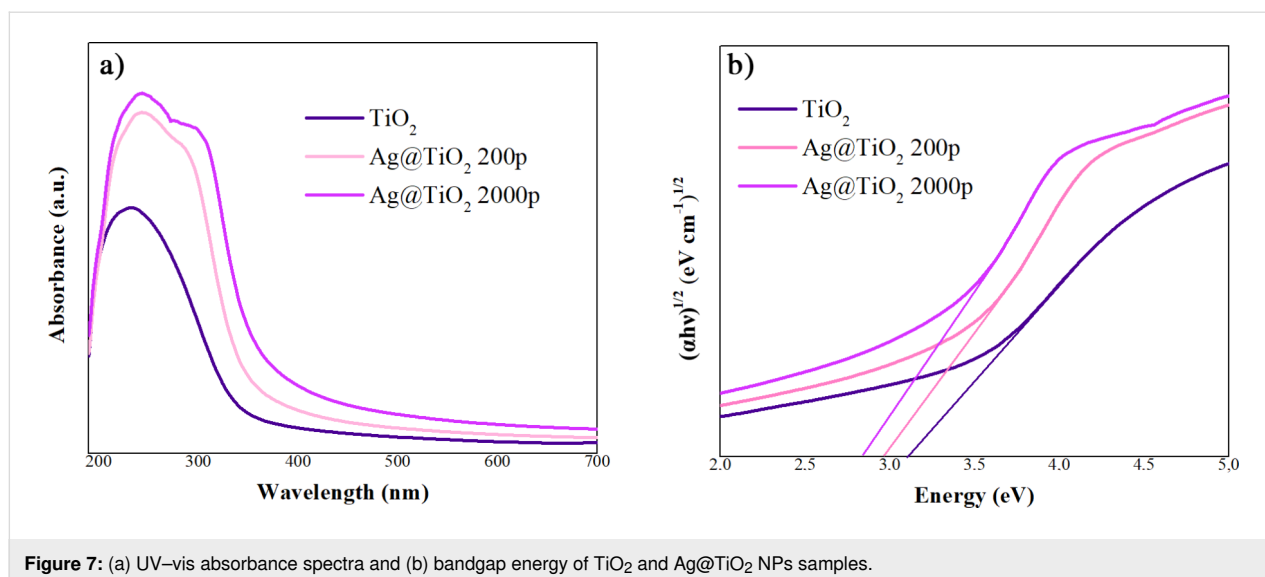 a)
TiO₂
Ag@TiO₂ 200p
Ag@TiO₂ 2000p
Absorbance (a.u.)
200 300 400 500 600 700
Wavelength (nm)
b)
TiO₂
Ag@TiO₂ 200p
Ag@TiO₂ 2000p
(αhν)^1/2 (eV cm⁻¹)^1/2
2.0 2.5 3.0 3.5 4.0 4.5 5,0
Energy (eV)
Figure 7: (a) UV–vis absorbance spectra and (b) bandgap energy of TiO₂ and Ag@TiO₂ NPs samples.